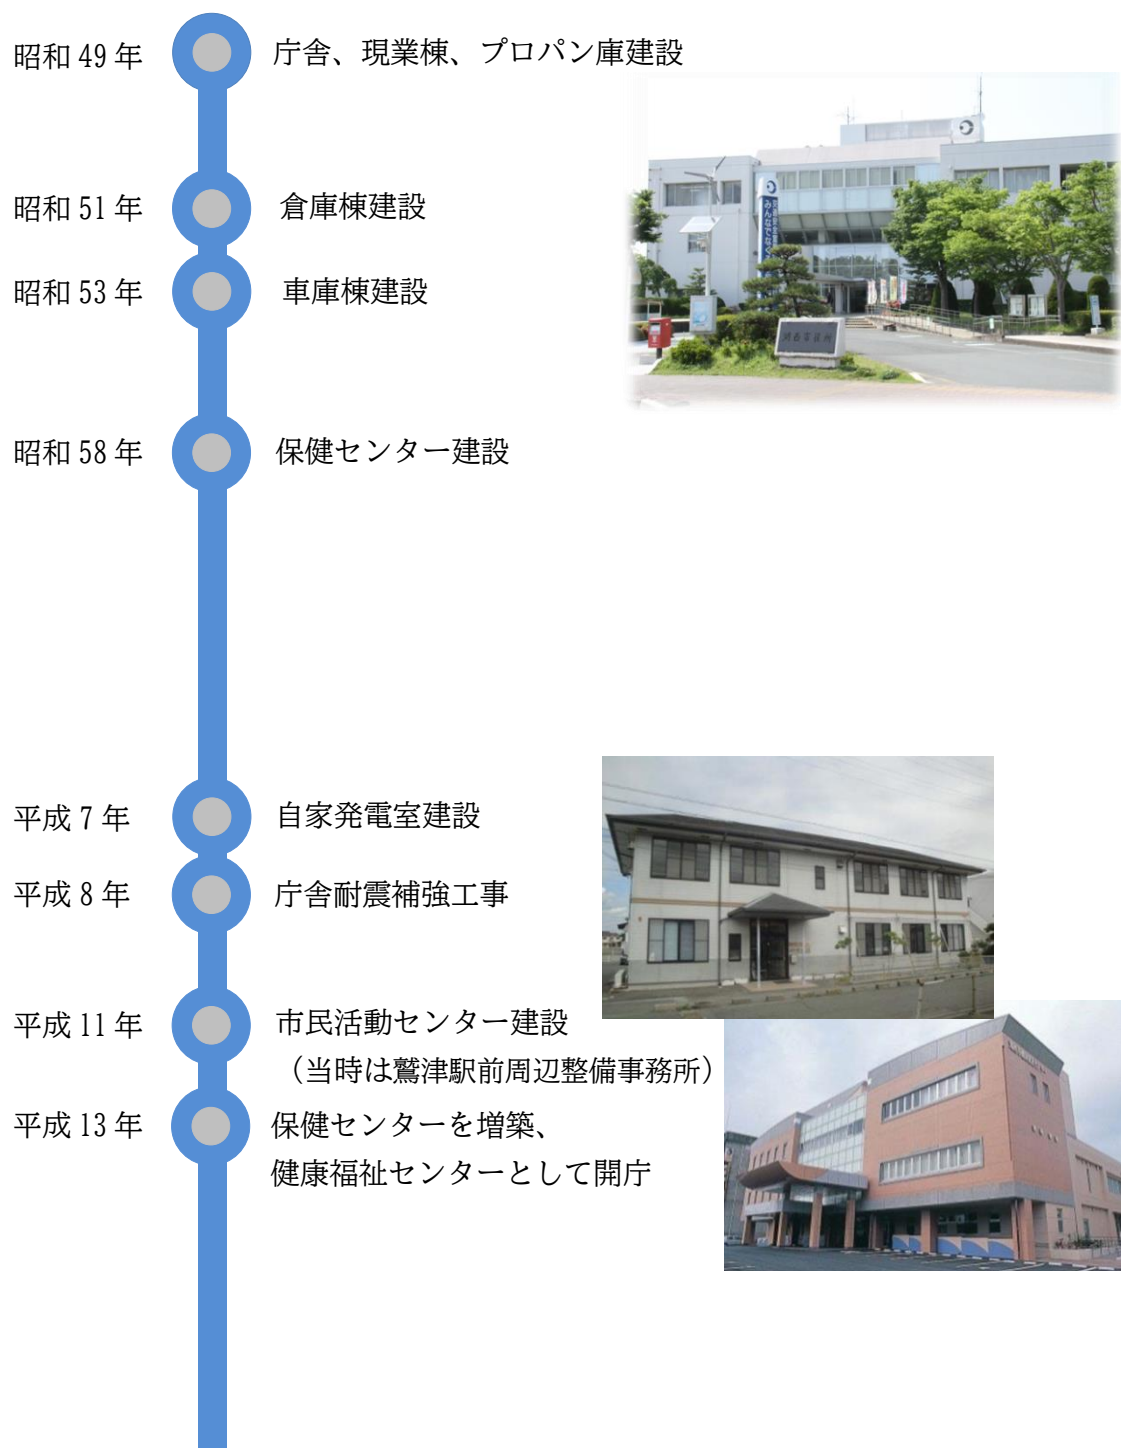 昭和 49 年
庁舎、現業棟、プロパン庫建設
昭和 51 年
倉庫棟建設
昭和 53 年
車庫棟建設
湖西市役所
昭和 58 年
保健センター建設
平成 7 年
自家発電室建設
平成 8 年
庁舎耐震補強工事
平成 11 年
市民活動センター建設
（当時は鷲津駅前周辺整備事務所）
平成 13 年
保健センターを増築、
健康福祉センターとして開庁